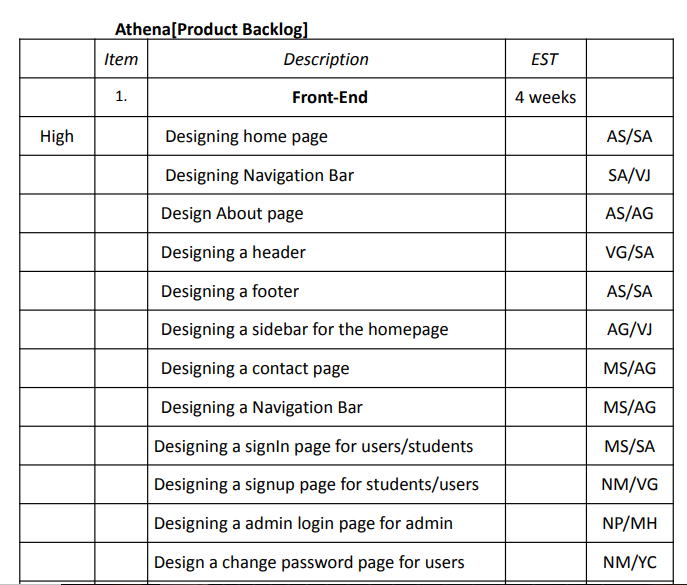 Athena[Product Backlog]
Item Description EST
1. Front-End 4 weeks
High Designing home page AS/SA
Designing Navigation Bar SA/VJ
Design About page AS/AG
Designing a header VG/SA
Designing a footer AS/SA
Designing a sidebar for the homepage AG/VJ
Designing a contact page MS/AG
Designing a Navigation Bar MS/AG
Designing a signIn page for users/students MS/SA
Designing a signup page for students/users NM/VG
Designing a admin login page for admin NP/MH
Design a change password page for users NM/YC